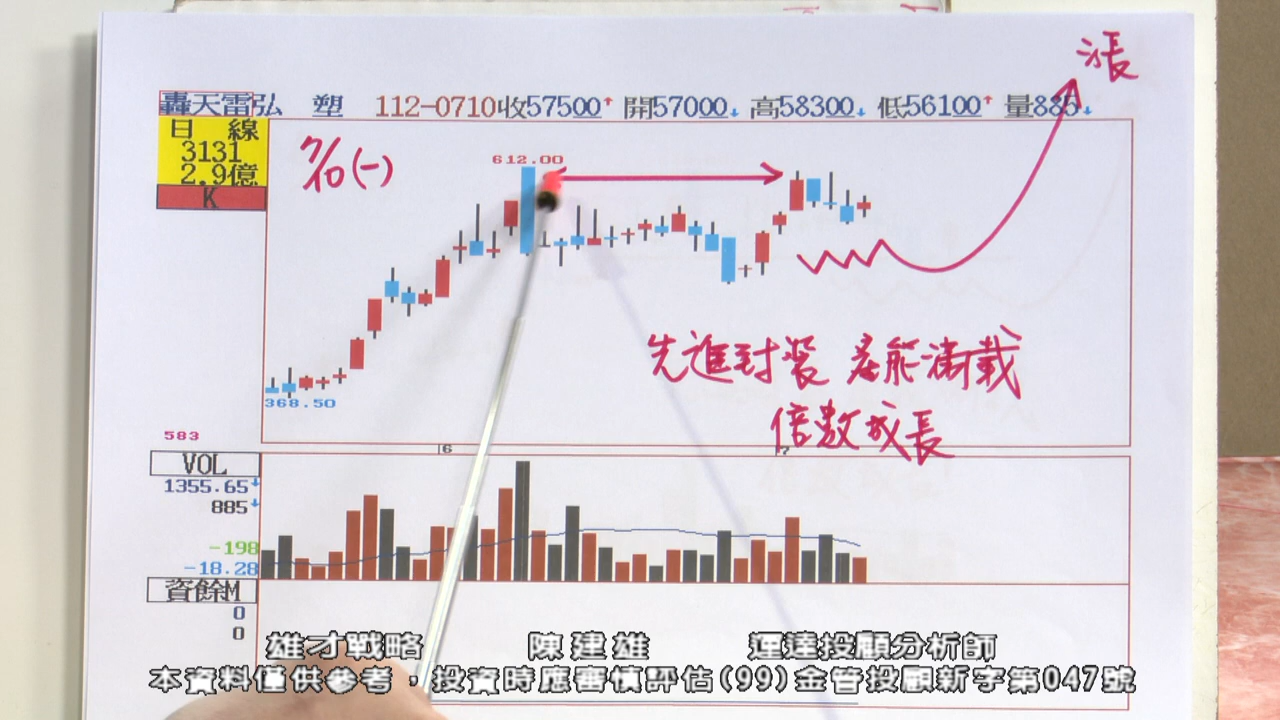 漲
轟天雷弘 塑 112-0710收57500↑ 開57000↓ 高58300↓ 低56100↑ 量885↓
日 線
3131
2.9億
K
7/10(一)
612.00
先進封裝 產能滿載
倍數成長
368.50
583
6 7
VOL
1355.65↓
885↓
-198
-18.28
資餘M
0
0
雄才戰略 陳建雄 運達投顧分析師
本資料僅供參考，投資時應審慎評估(99)金管投顧新字第047號